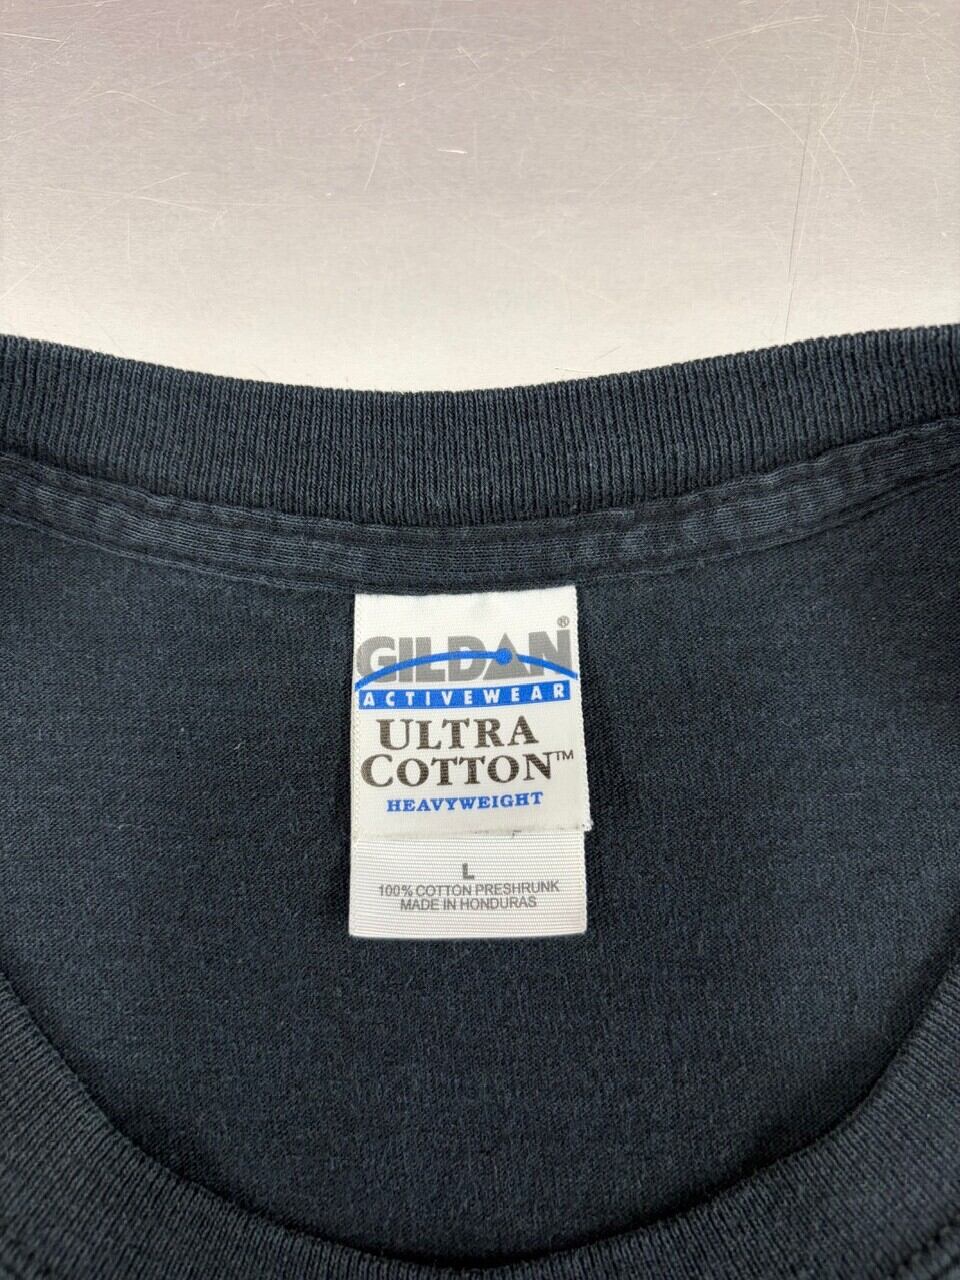 GILDAN®
ACTIVEWEAR
ULTRA
COTTON™
HEAVYWEIGHT
L
100% COTTON PRESHRUNK
MADE IN HONDURAS